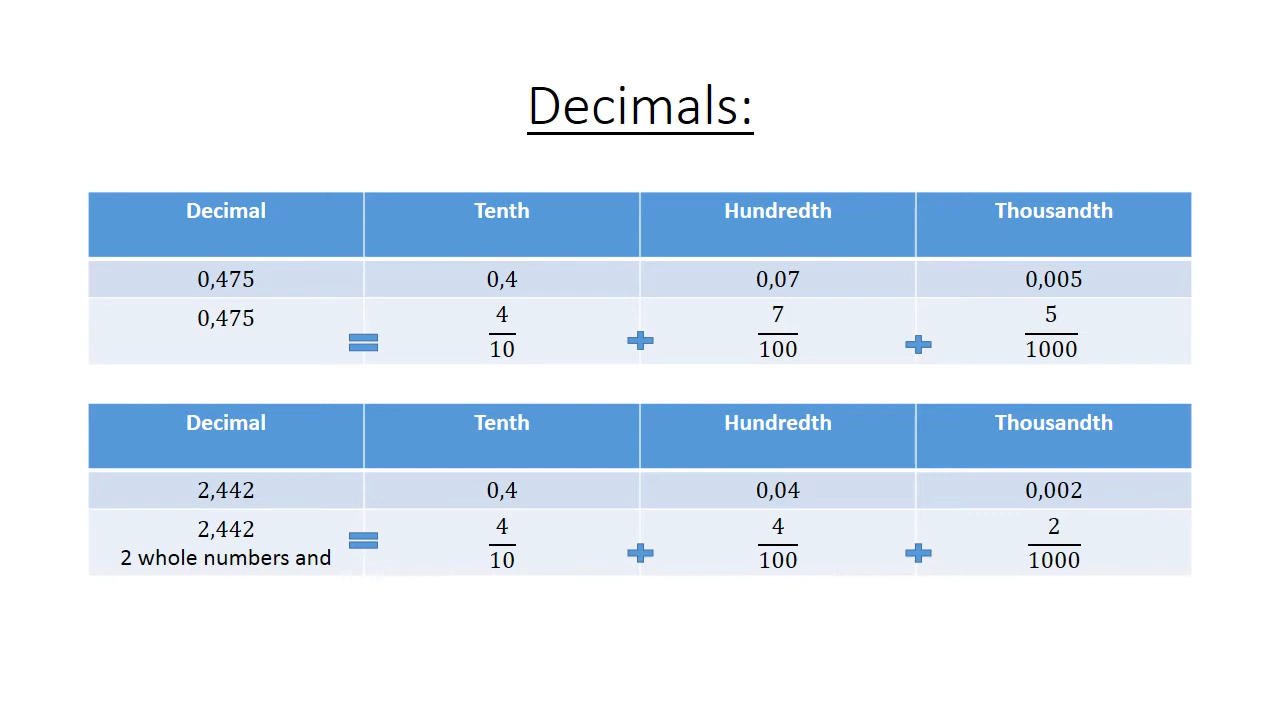 Decimals:
Decimal Tenth Hundredth Thousandth
0,475 0,4 0,07 0,005
0,475 = 4/10 + 7/100 + 5/1000
Decimal Tenth Hundredth Thousandth
2,442 0,4 0,04 0,002
2,442 = 4/10 + 4/100 + 2/1000
2 whole numbers and